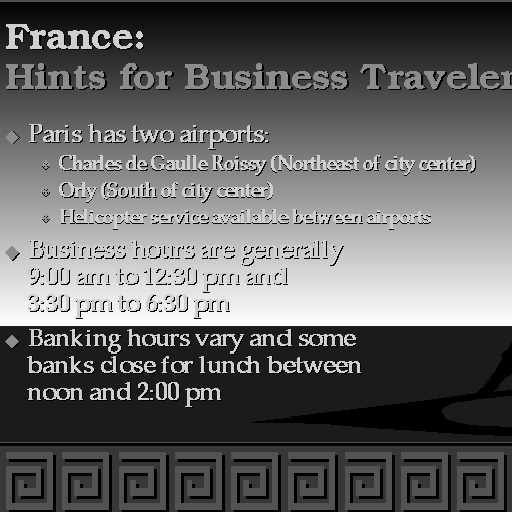 France:
Hints for Business Traveler
Paris has two airports:
Charles de Gaulle Roissy (Northeast of city center)
Orly (South of city center)
Helicopter service available between airports
Business hours are generally
9:00 am to 12:30 pm and
3:30 pm to 6:30 pm
Banking hours vary and some
banks close for lunch between
noon and 2:00 pm